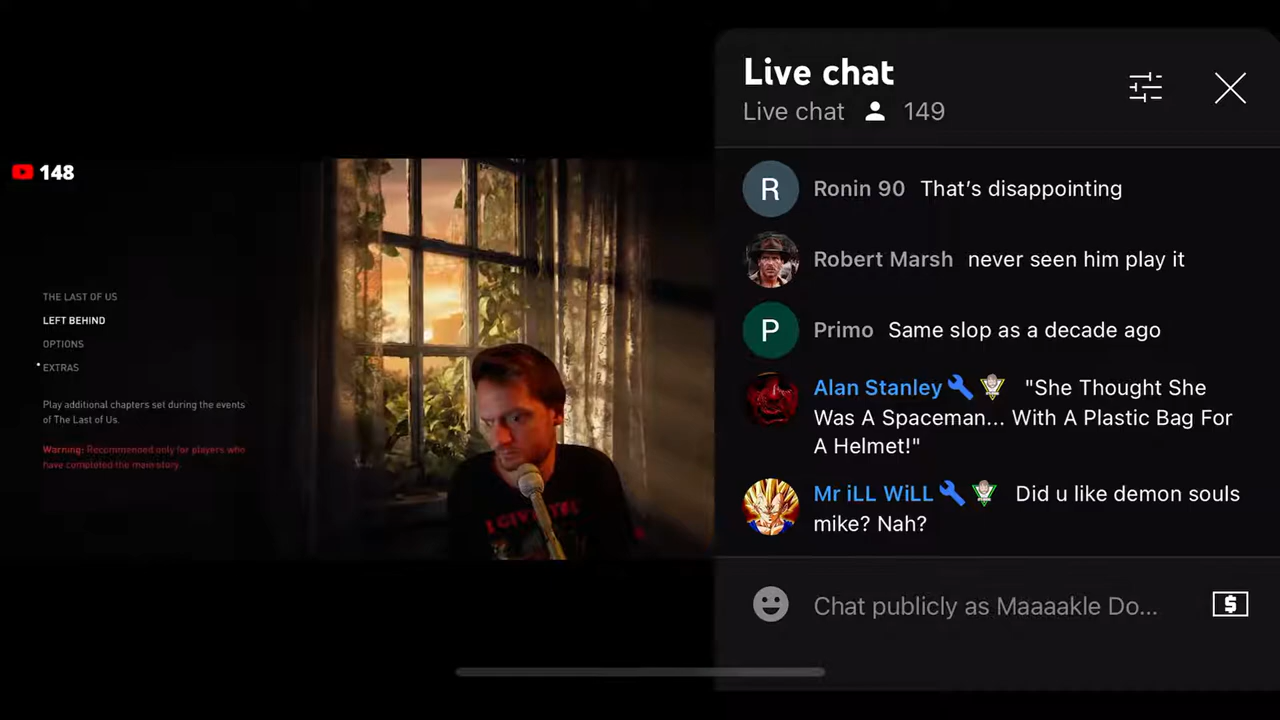 148
THE LAST OF US
LEFT BEHIND
OPTIONS
EXTRAS
Play additional chapters set during the events
of The Last of Us.
Warning: Recommended only for players who
have completed the main story.
I GIVE YOU
Live chat
Live chat 149
R Ronin 90 That's disappointing
Robert Marsh never seen him play it
P Primo Same slop as a decade ago
Alan Stanley "She Thought She
Was A Spaceman... With A Plastic Bag For
A Helmet!"
Mr iLL WiLL Did u like demon souls
mike? Nah?
Chat publicly as Maaaakle Do...
$